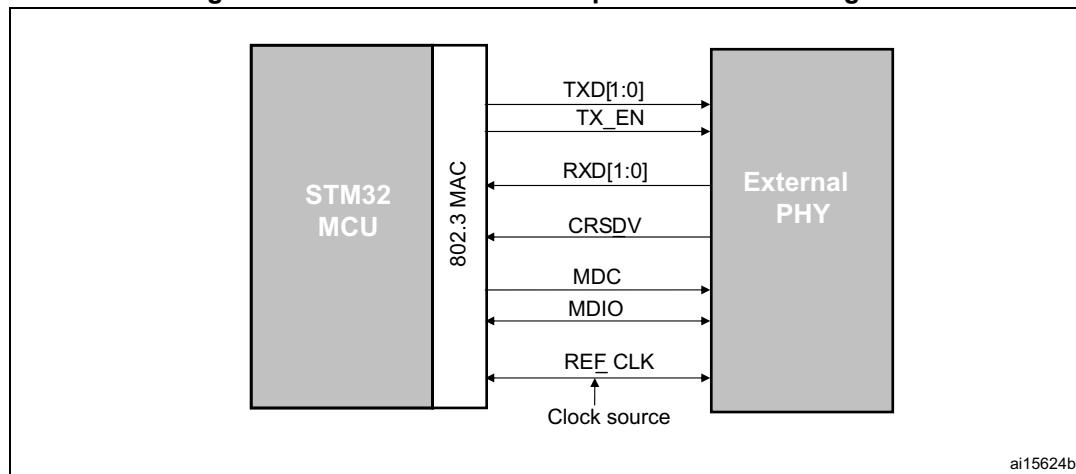 STM32
MCU
802.3 MAC
TXD[1:0]
TX_EN
RXD[1:0]
CRSDV
MDC
MDIO
REF_CLK
Clock source
External
PHY
ai15624b